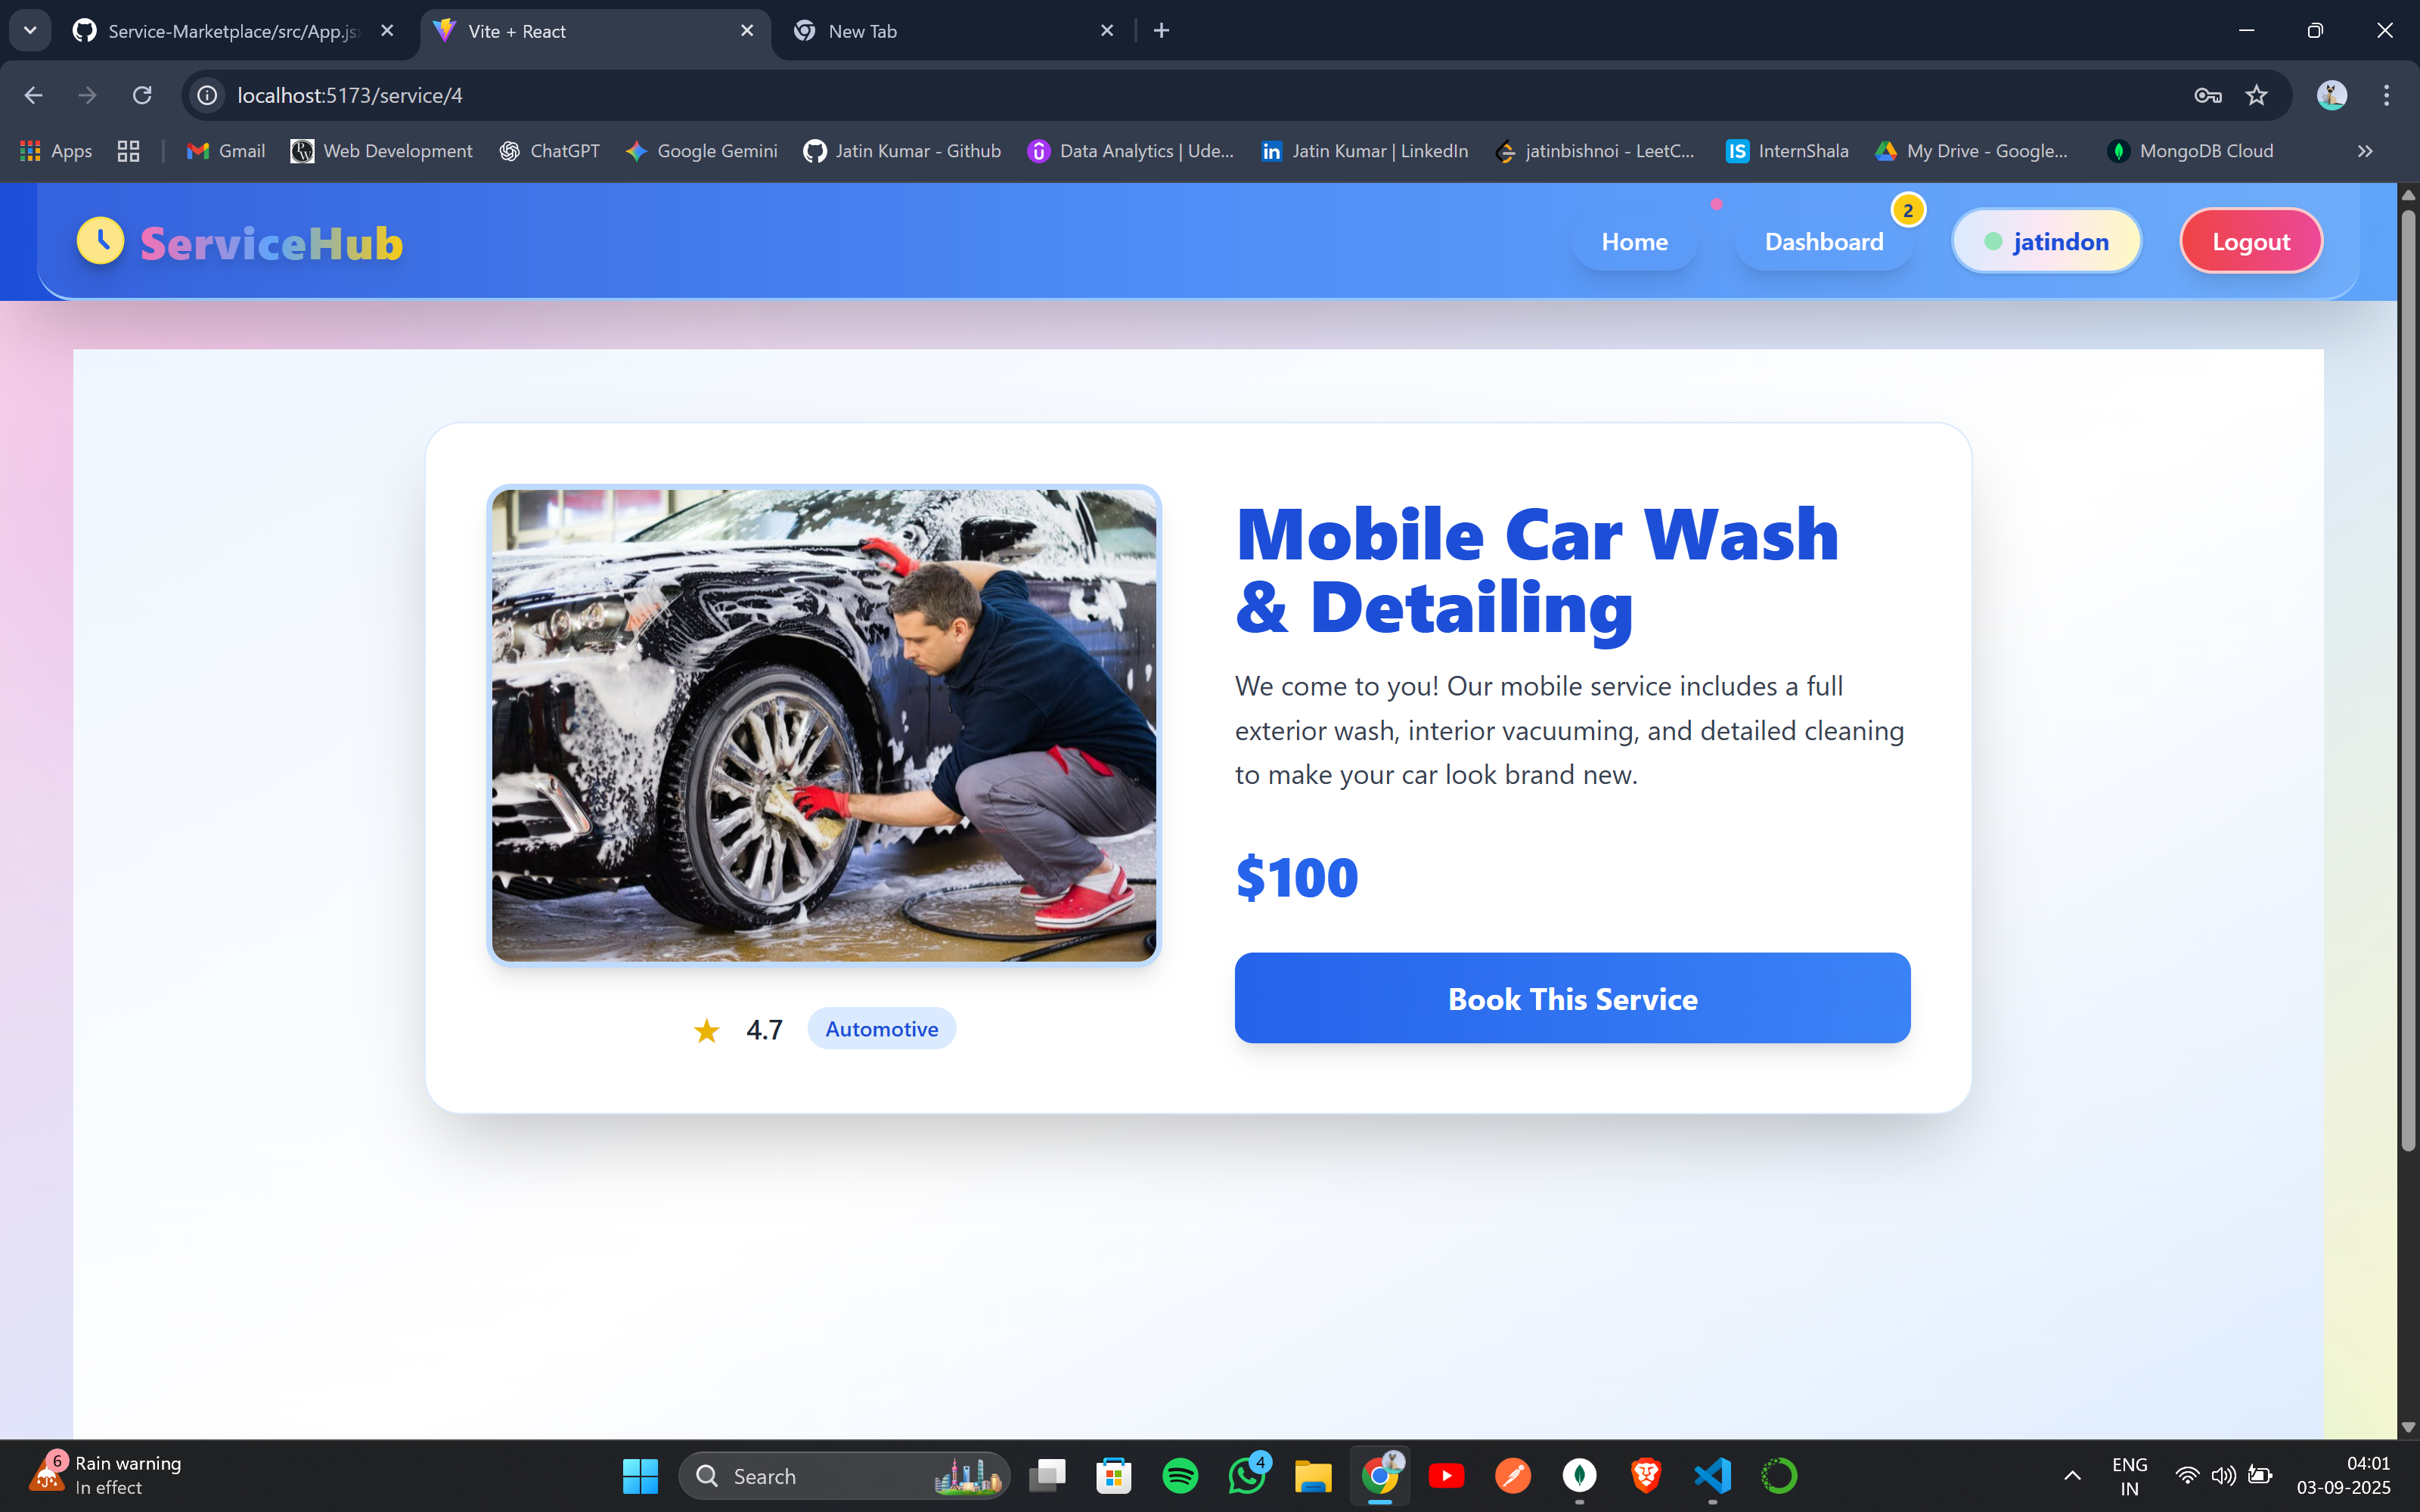 Service-Marketplace/src/App.js
Vite + React
New Tab
localhost:5173/service/4
Apps
Gmail
PW
Web Development
ChatGPT
Google Gemini
Jatin Kumar - Github
Data Analytics | Ude...
in
Jatin Kumar | LinkedIn
jatinbishnoi - LeetC...
IS
InternShala
My Drive - Google...
MongoDB Cloud
ServiceHub
Home
Dashboard
2
jatindon
Logout
Mobile Car Wash
& Detailing
We come to you! Our mobile service includes a full
exterior wash, interior vacuuming, and detailed cleaning
to make your car look brand new.
$100
Book This Service
4.7
Automotive
6
Rain warning
In effect
Search
4
ENG
IN
04:01
03-09-2025